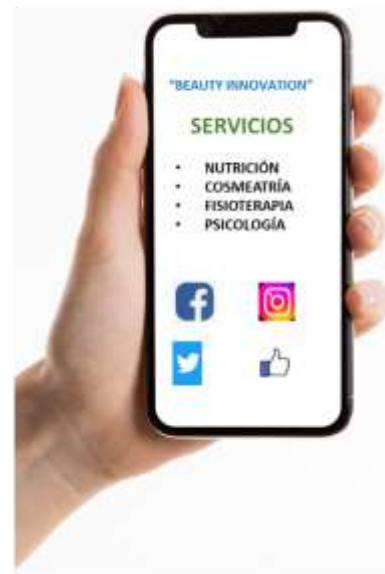 "BEAUTY INNOVATION"
SERVICIOS
• NUTRICIÓN
• COSMEATRÍA
• FISIOTERAPIA
• PSICOLOGÍA